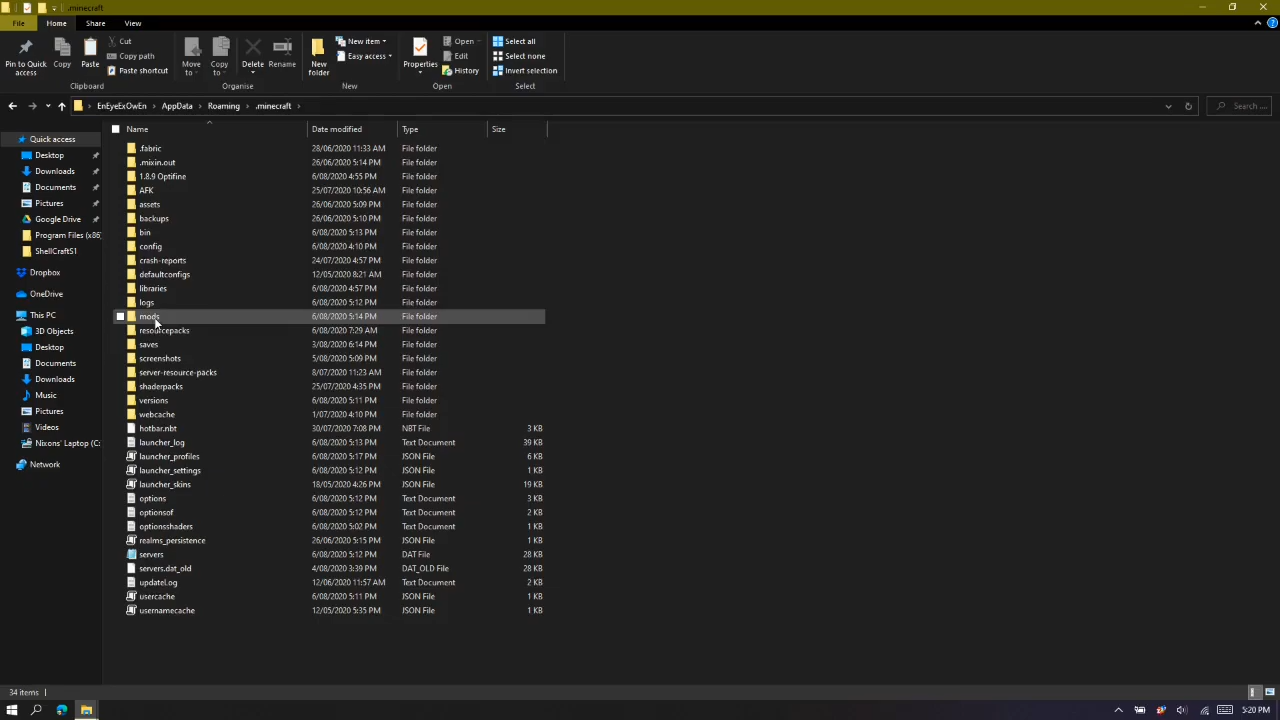 .minecraft
File Home Share View
Pin to Quick access
Copy
Paste
Cut
Copy path
Paste shortcut
Clipboard
Move to
Copy to
Delete
Rename
Organise
New folder
New item
Easy access
New
Properties
Open
Edit
History
Open
Select all
Select none
Invert selection
Select
EnEyeExOwEn > AppData > Roaming > .minecraft >
Search ...
Quick access
Desktop
Downloads
Documents
Pictures
Google Drive
Program Files (x86)
ShellCraftS1
Dropbox
OneDrive
This PC
3D Objects
Desktop
Documents
Downloads
Music
Pictures
Videos
Nixons' Laptop (C:
Network
Name Date modified Type Size
.fabric 28/06/2020 11:33 AM File folder
.mixin.out 26/06/2020 5:14 PM File folder
1.8.9 Optifine 6/08/2020 4:55 PM File folder
AFK 25/07/2020 10:56 AM File folder
assets 26/06/2020 5:09 PM File folder
backups 26/06/2020 5:10 PM File folder
bin 6/08/2020 5:13 PM File folder
config 6/08/2020 4:10 PM File folder
crash-reports 24/07/2020 4:57 PM File folder
defaultconfigs 12/05/2020 8:21 AM File folder
libraries 6/08/2020 4:57 PM File folder
logs 6/08/2020 5:12 PM File folder
mods 6/08/2020 5:14 PM File folder
resourcepacks 6/08/2020 7:29 AM File folder
saves 3/08/2020 6:14 PM File folder
screenshots 5/08/2020 5:09 PM File folder
server-resource-packs 8/07/2020 11:23 AM File folder
shaderpacks 25/07/2020 4:35 PM File folder
versions 6/08/2020 5:11 PM File folder
webcache 1/07/2020 4:10 PM File folder
hotbar.nbt 30/07/2020 7:08 PM NBT File 3 KB
launcher_log 6/08/2020 5:13 PM Text Document 39 KB
launcher_profiles 6/08/2020 5:17 PM JSON File 6 KB
launcher_settings 6/08/2020 5:12 PM JSON File 1 KB
launcher_skins 18/05/2020 4:26 PM JSON File 19 KB
options 6/08/2020 5:12 PM Text Document 3 KB
optionsof 6/08/2020 5:12 PM Text Document 2 KB
optionsshaders 6/08/2020 5:02 PM Text Document 1 KB
realms_persistence 26/06/2020 5:15 PM JSON File 1 KB
servers 6/08/2020 5:12 PM DAT File 28 KB
servers.dat_old 4/08/2020 3:39 PM DAT_OLD File 28 KB
updateLog 12/06/2020 11:57 AM Text Document 2 KB
usercache 6/08/2020 5:11 PM JSON File 1 KB
usernamecache 12/05/2020 5:35 PM JSON File 1 KB
34 items
5:20 PM